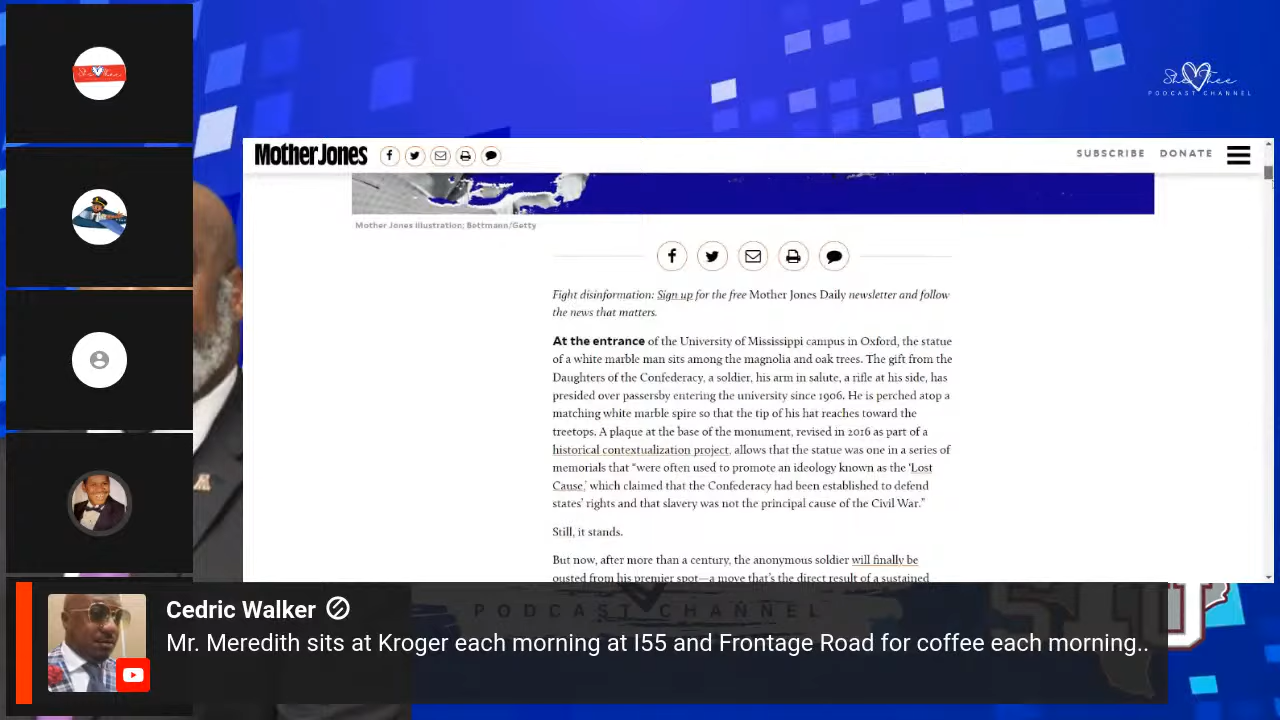 She Thee
PODCAST CHANNEL
Mother Jones
SUBSCRIBE DONATE
Mother Jones illustration; Bettmann/Getty
Fight disinformation: Sign up for the free Mother Jones Daily newsletter and follow
the news that matters.
At the entrance of the University of Mississippi campus in Oxford, the statue
of a white marble man sits among the magnolia and oak trees. The gift from the
Daughters of the Confederacy, a soldier, his arm in salute, a rifle at his side, has
presided over passersby entering the university since 1906. He is perched atop a
matching white marble spire so that the tip of his hat reaches toward the
treetops. A plaque at the base of the monument, revised in 2016 as part of a
historical contextualization project, allows that the statue was one in a series of
memorials that “were often used to promote an ideology known as the ‘Lost
Cause,’ which claimed that the Confederacy had been established to defend
states’ rights and that slavery was not the principal cause of the Civil War.”
Still, it stands.
But now, after more than a century, the anonymous soldier will finally be
ousted from his premier spot—a move that’s the direct result of a sustained
PODCAST CHANNEL
Cedric Walker
Mr. Meredith sits at Kroger each morning at I55 and Frontage Road for coffee each morning..